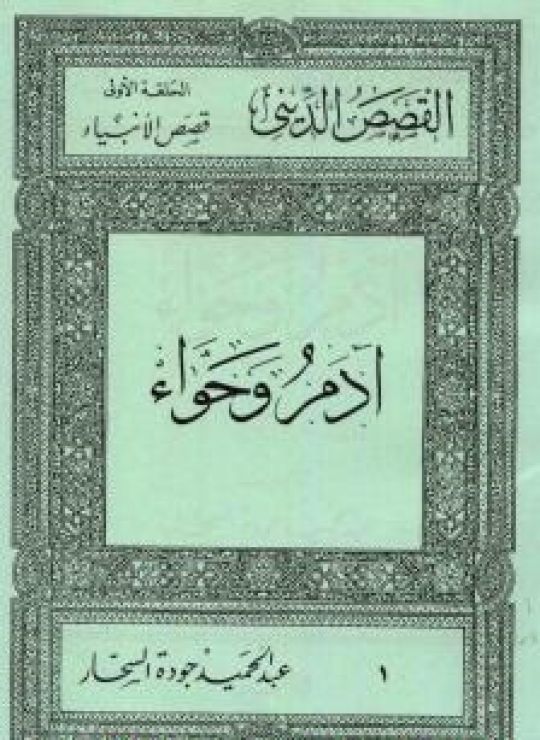 القصص الديني
الحلقة الأولى
قصص الأنبياء
آدم وحواء
١
عبد الحميد جودة السحار